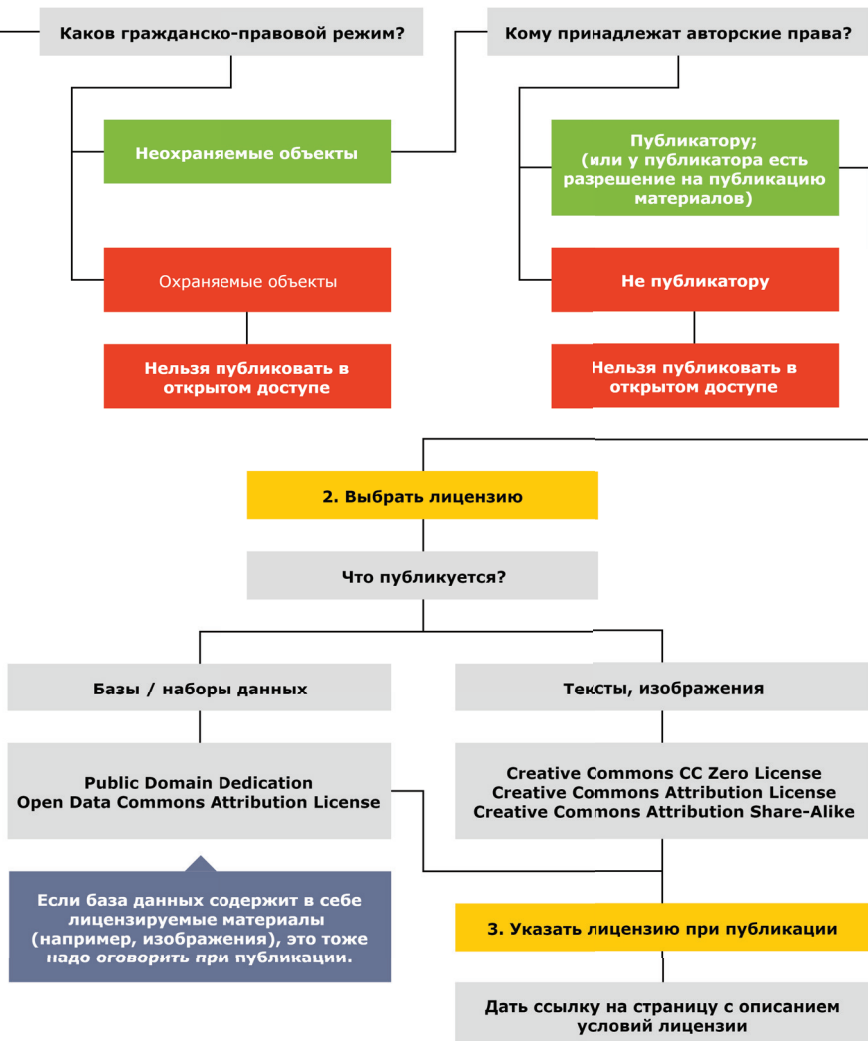 Каков гражданско-правовой режим?
Неохраняемые объекты
Охраняемые объекты
Нельзя публиковать в
открытом доступе
Кому принадлежат авторские права?
Публикатору;
(или у публикатора есть
разрешение на публикацию
материалов)
Не публикатору
Нельзя публиковать в
открытом доступе
2. Выбрать лицензию
Что публикуется?
Базы / наборы данных
Public Domain Dedication
Open Data Commons Attribution License
Если база данных содержит в себе
лицензируемые материалы
(например, изображения), это тоже
надо оговорить при публикации.
Тексты, изображения
Creative Commons CC Zero License
Creative Commons Attribution License
Creative Commons Attribution Share-Alike
3. Указать лицензию при публикации
Дать ссылку на страницу с описанием
условий лицензии